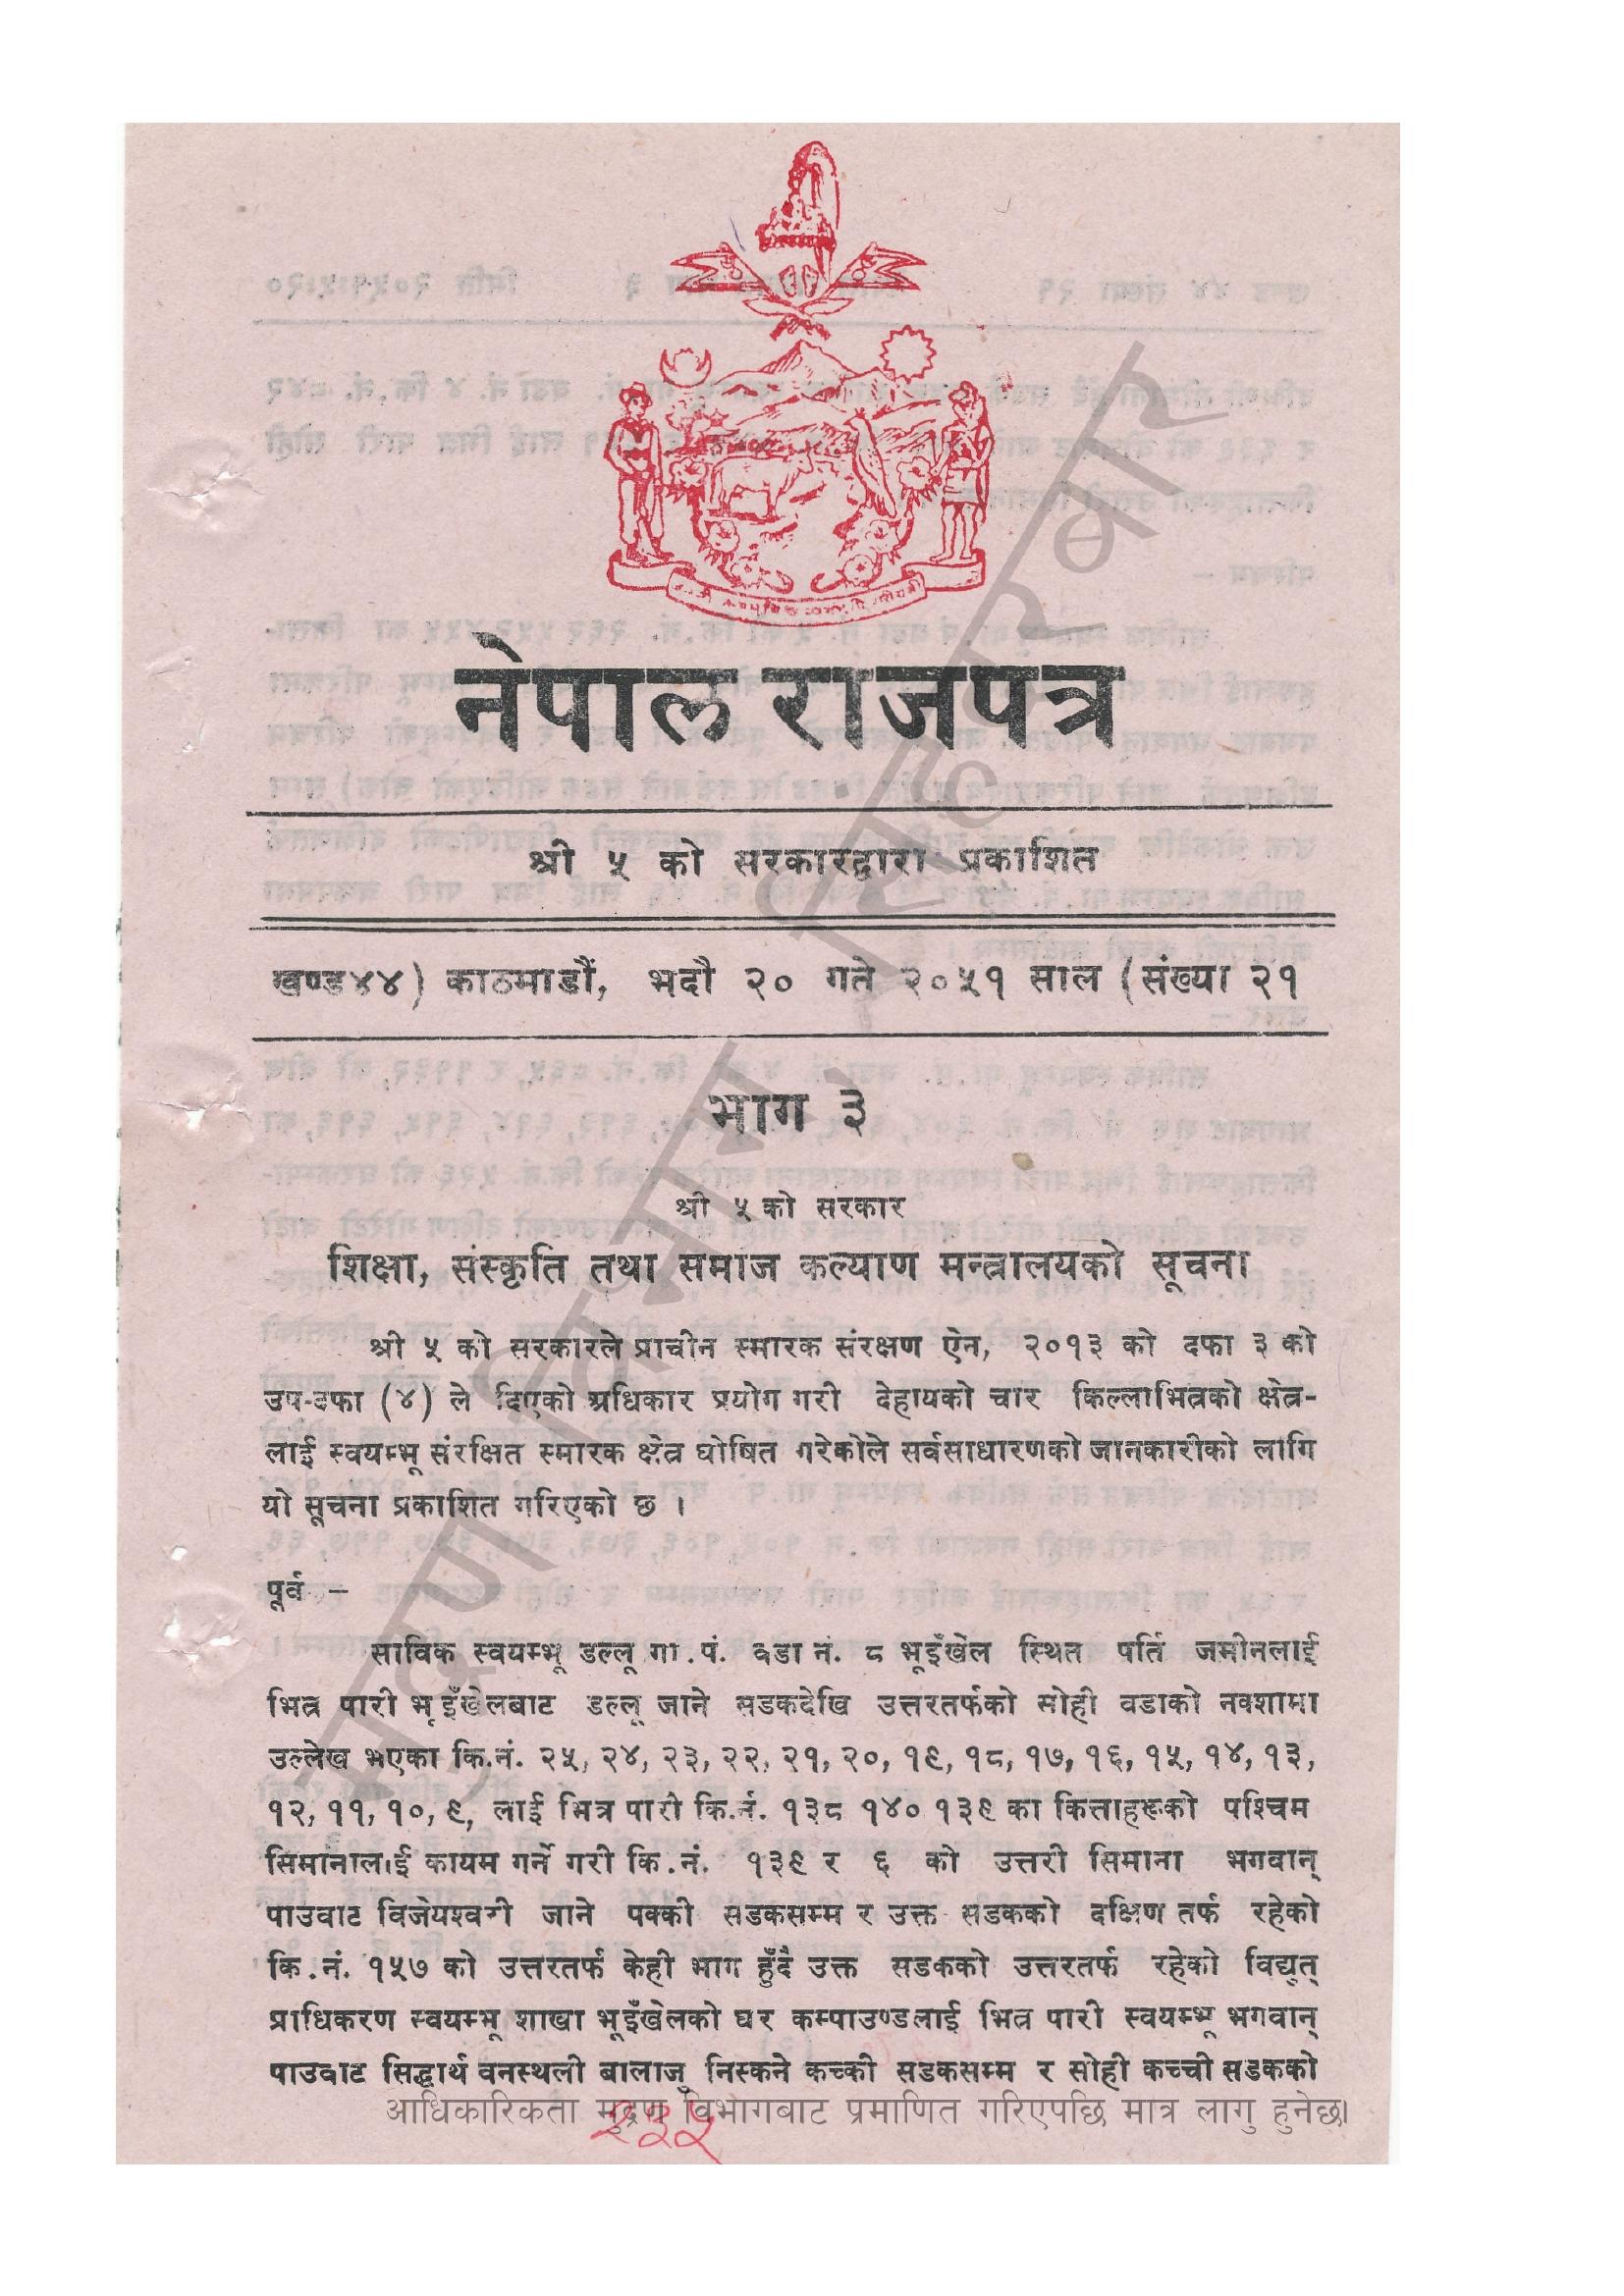 नेपाल राजपत्र
श्री ५ को सरकारद्वारा प्रकाशित
खण्ड४४) काठमाडौं, भदौ २० गते २०५१ साल (संख्या २१
भाग ३
श्री ५ को सरकार
शिक्षा, संस्कृति तथा समाज कल्याण मन्त्रालयको सूचना
श्री ५ को सरकारले प्राचीन स्मारक संरक्षण ऐन, २०१३ को दफा ३ को
उप-दफा (४) ले दिएको अधिकार प्रयोग गरी देहायको चार किल्लाभित्रको क्षेत्र-
लाई स्वयम्भू संरक्षित स्मारक क्षेत्र घोषित गरेकोले सर्वसाधारणको जानकारीको लागि
यो सूचना प्रकाशित गरिएको छ ।
पूर्व –
साविक स्वयम्भू डल्लू गा.पं. वडा नं. ८ भूइँखेल स्थित पर्ति जमीनलाई
भित्र पारी भूइँखेलबाट डल्लू जाने सडकदेखि उत्तरतर्फको सोही वडाको नक्शामा
उल्लेख भएका कि.नं. २५, २४, २३, २२, २१, २०, १९, १८, १७, १६, १५, १४, १३,
१२, ११, १०, ९, लाई भित्र पारी कि.नं. १३८ १४० १३९ का कित्ताहरूको पश्चिम
सिमानालाई कायम गर्ने गरी कि.नं. १३९ र ६ को उत्तरी सिमाना भगवान्
पाउवाट विजेयश्वरी जाने पक्की सडकसम्म र उक्त सडकको दक्षिण तर्फ रहेको
कि.नं. १५७ को उत्तरतर्फ केही भाग हुँदै उक्त सडकको उत्तरतर्फ रहेको विद्युत्
प्राधिकरण स्वयम्भू शाखा भूइँखेलको घर कम्पाउण्डलाई भित्र पारी स्वयम्भू भगवान्
पाउवाट सिद्धार्थ वनस्थली बालाजु निस्कने कच्ची सडकसम्म र सोही कच्ची सडकको
आधिकारिकता मुद्रण विभागबाट प्रमाणित गरिएपछि मात्र लागु हुनेछ।
२३५
मुद्रण विभाग, सिंहदरबार